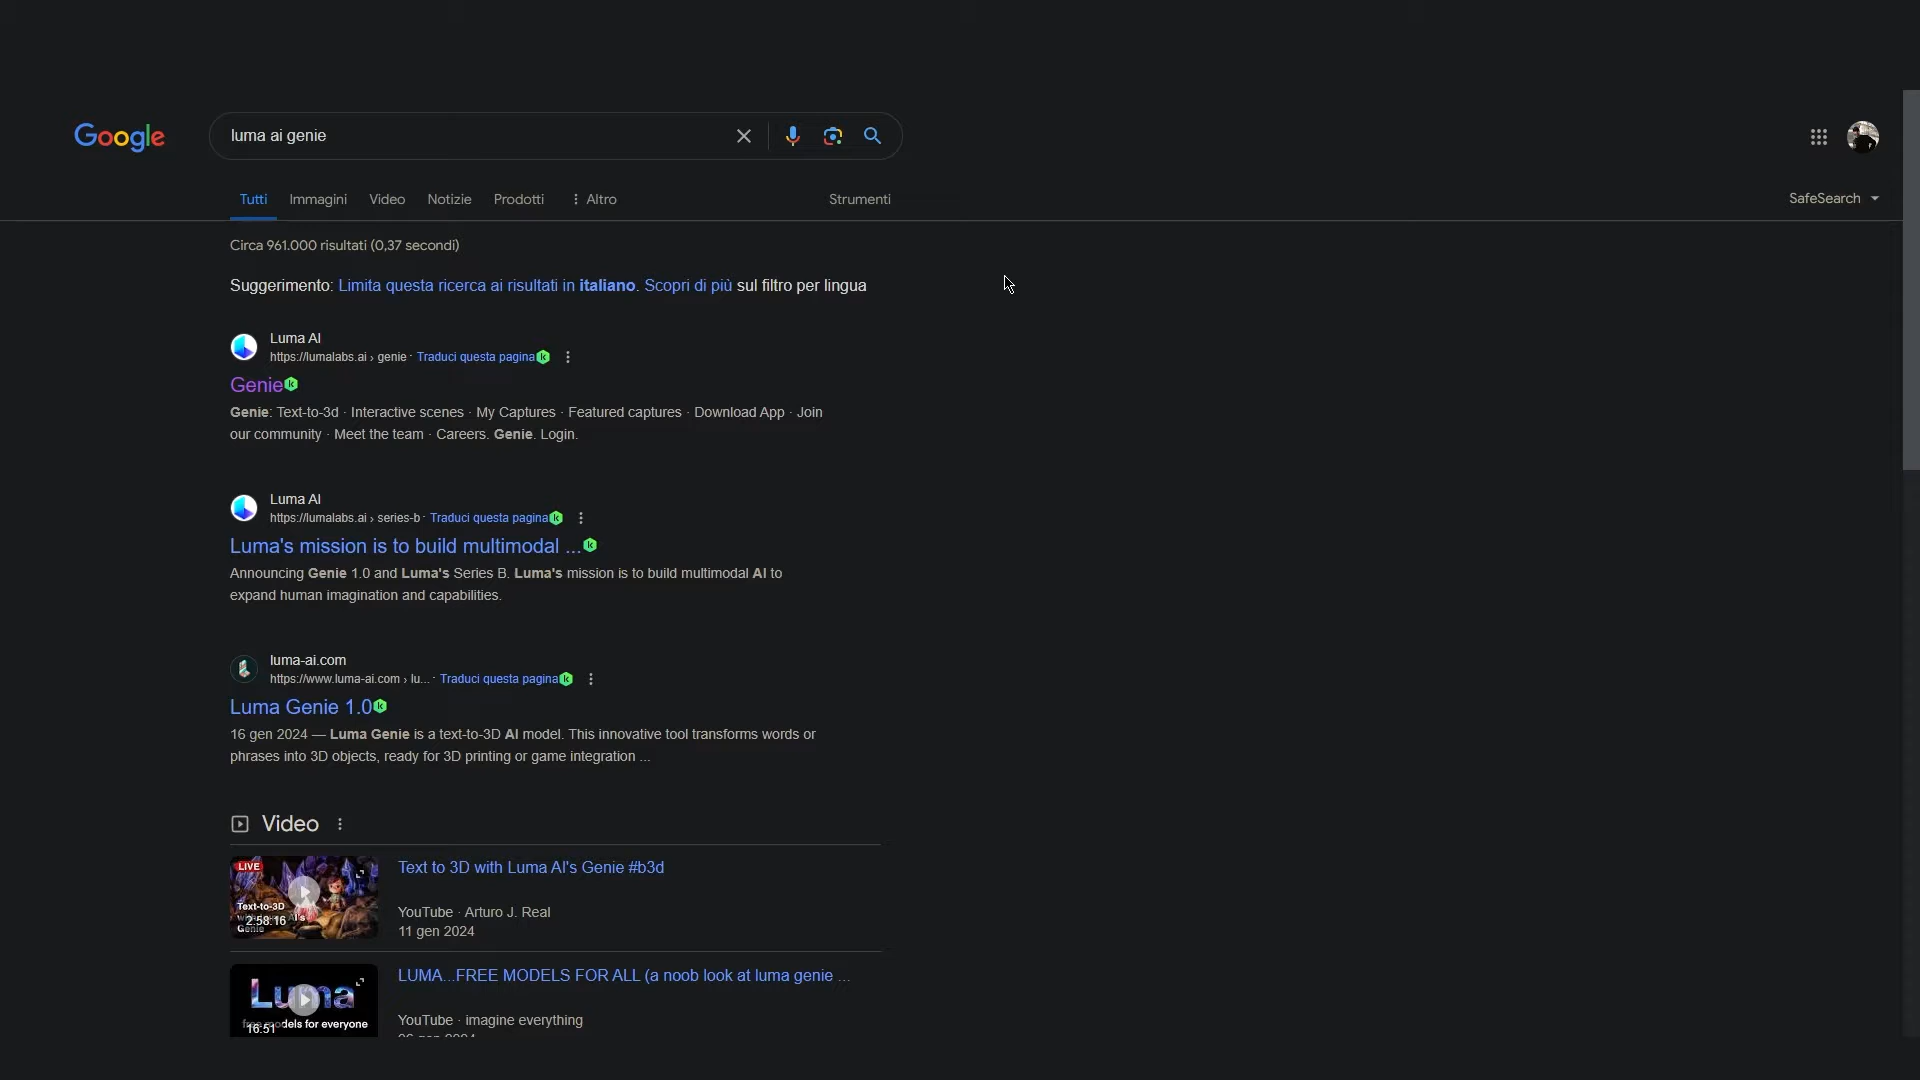 Google
luma ai genie
Tutti Immagini Video Notizie Prodotti Altro Strumenti SafeSearch
Circa 961.000 risultati (0,37 secondi)
Suggerimento: Limita questa ricerca ai risultati in italiano. Scopri di più sul filtro per lingua
Luma AI
https://lumalabs.ai › genie · Traduci questa pagina
Genie
Genie: Text-to-3d · Interactive scenes · My Captures · Featured captures · Download App · Join
our community · Meet the team · Careers. Genie. Login.
Luma AI
https://lumalabs.ai › series-b · Traduci questa pagina
Luma's mission is to build multimodal ...
Announcing Genie 1.0 and Luma's Series B. Luma's mission is to build multimodal AI to
expand human imagination and capabilities.
luma-ai.com
https://www.luma-ai.com › lu... · Traduci questa pagina
Luma Genie 1.0
16 gen 2024 — Luma Genie is a text-to-3D AI model. This innovative tool transforms words or
phrases into 3D objects, ready for 3D printing or game integration ...
Video
LIVE
Text-to-3D
2:58:16
Genie
Text to 3D with Luma AI's Genie #b3d
YouTube · Arturo J. Real
11 gen 2024
Luma
free models for everyone
16:51
LUMA...FREE MODELS FOR ALL (a noob look at luma genie ...
YouTube · imagine everything